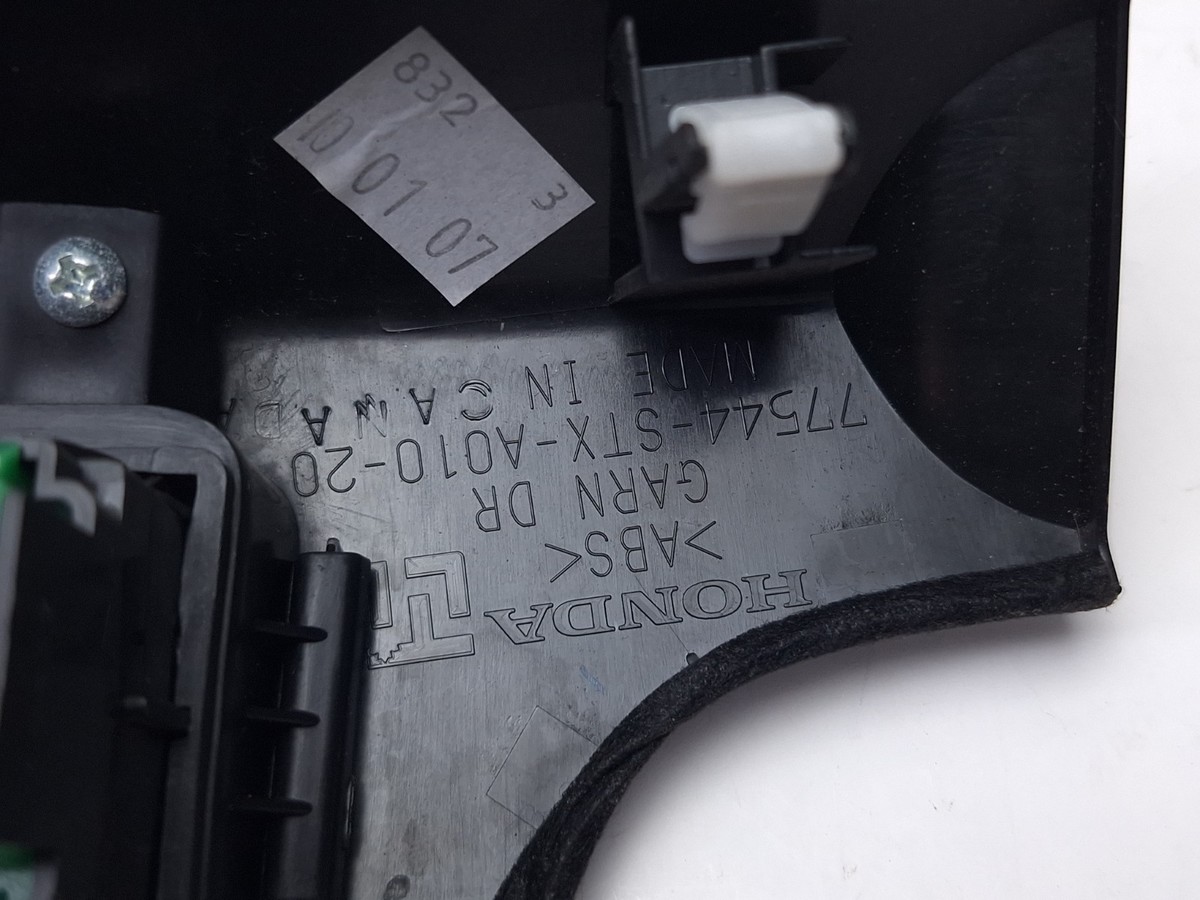 832
10 01 07
3
HONDA
>ABS<
GARN DR
77544-STX-A010-20
MADE IN CANADA